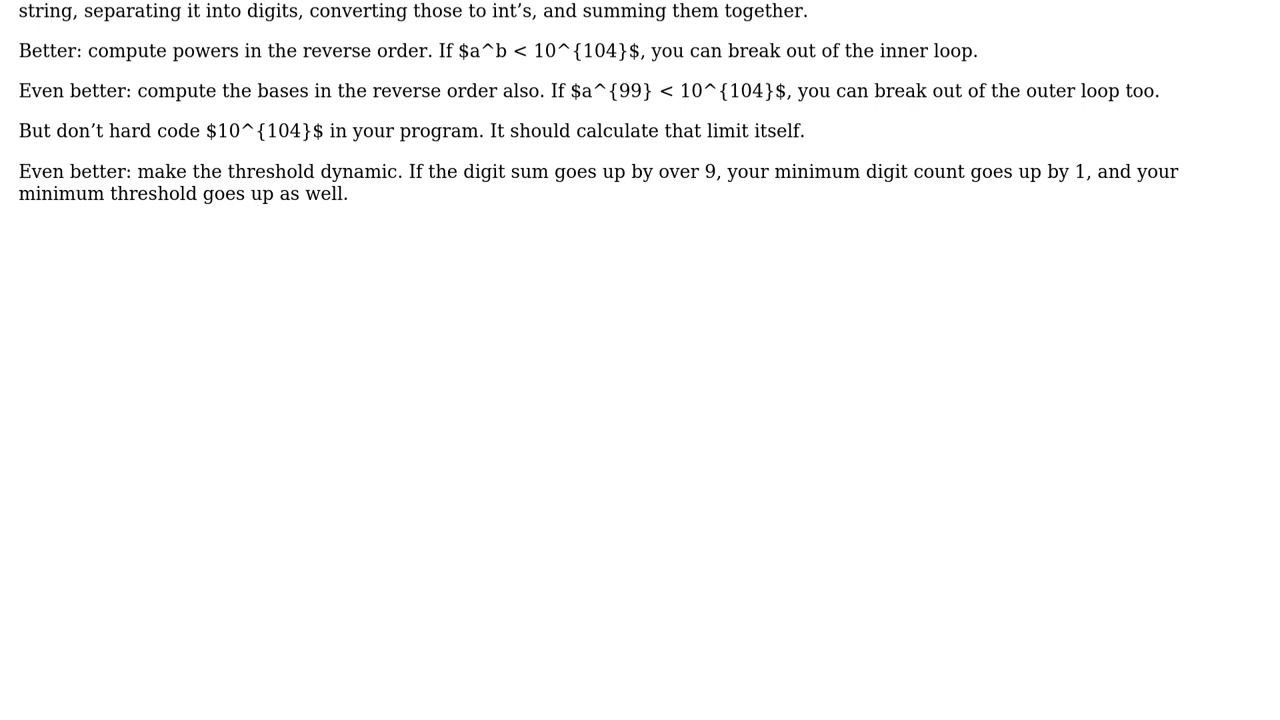 string, separating it into digits, converting those to int’s, and summing them together.
Better: compute powers in the reverse order. If $a^b < 10^{104}$, you can break out of the inner loop.
Even better: compute the bases in the reverse order also. If $a^{99} < 10^{104}$, you can break out of the outer loop too.
But don’t hard code $10^{104}$ in your program. It should calculate that limit itself.
Even better: make the threshold dynamic. If the digit sum goes up by over 9, your minimum digit count goes up by 1, and your
minimum threshold goes up as well.